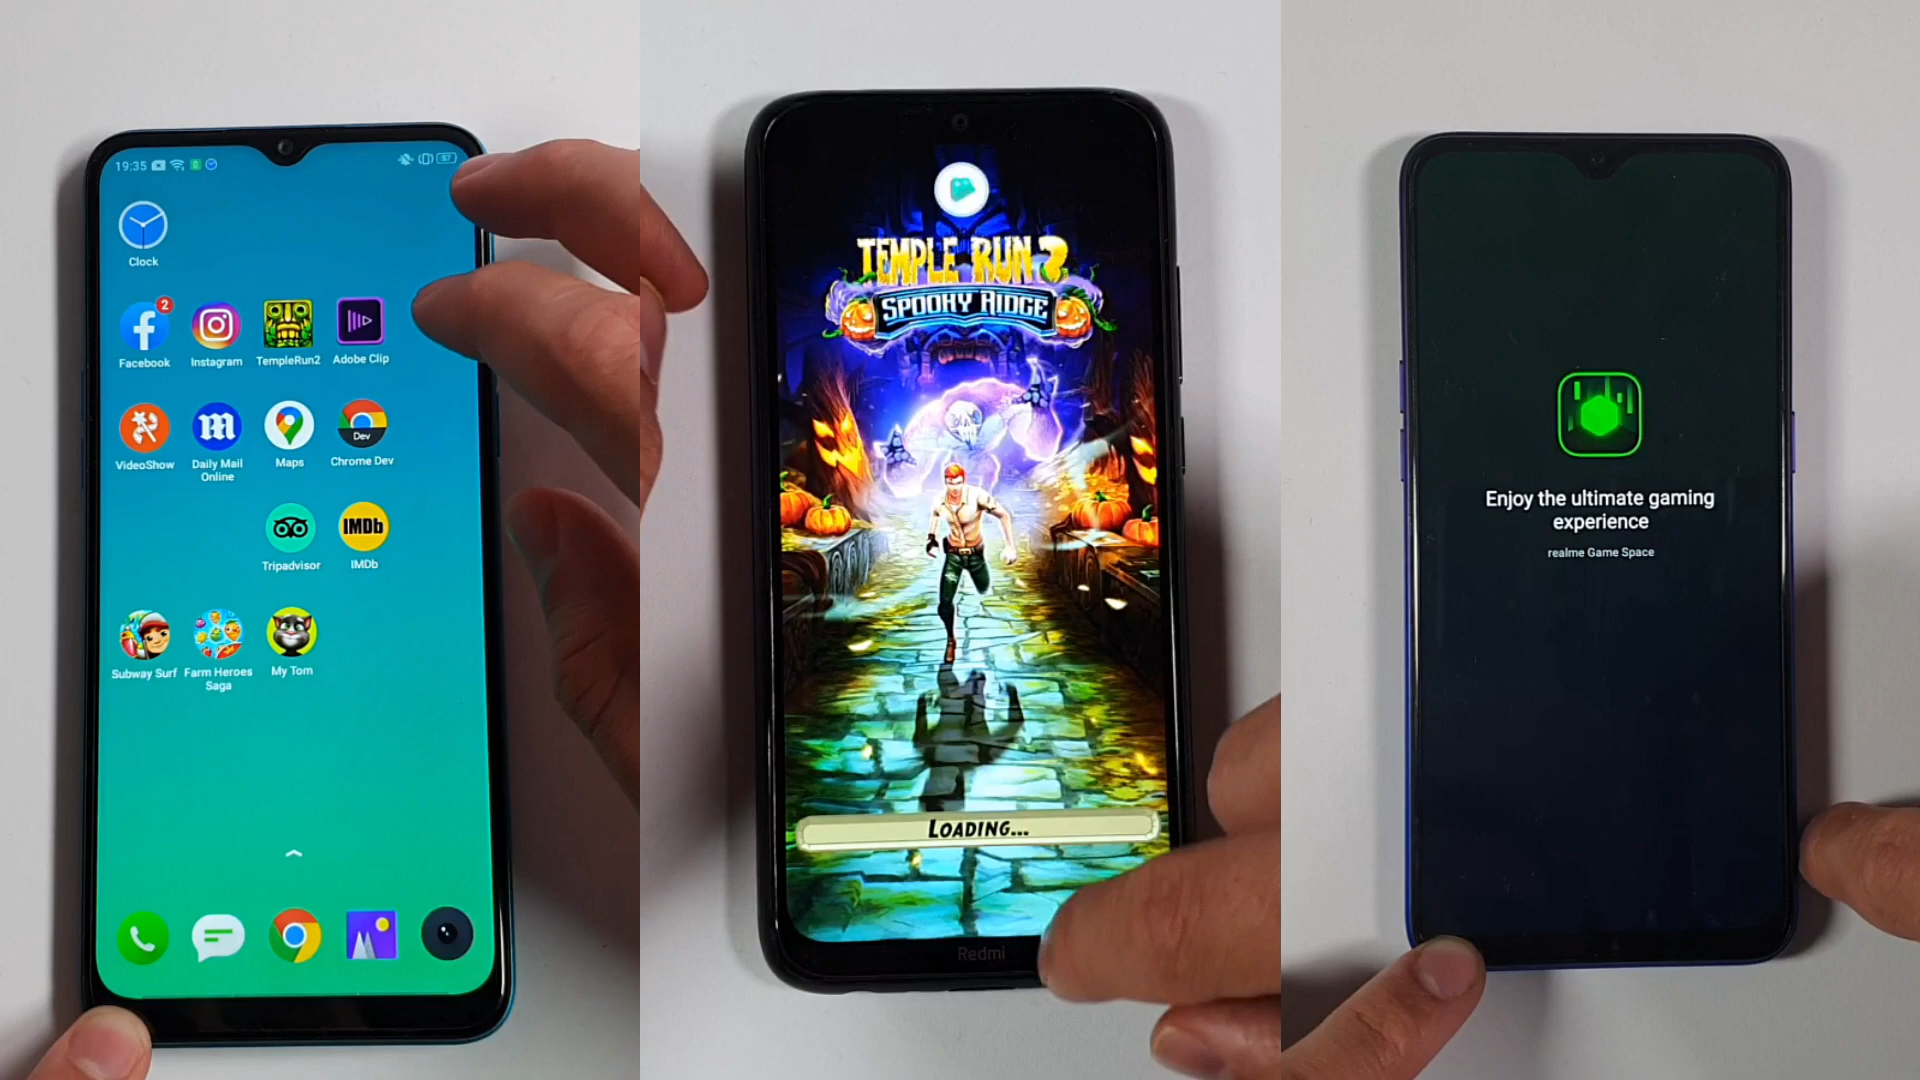 19:35
87
Clock
2
Facebook
Instagram
TempleRun2
Adobe Clip
VideoShow
Daily Mail
Online
Maps
Dev
Chrome Dev
Tripadvisor
IMDb
IMDb
Subway Surf
Farm Heroes
Saga
My Tom
TEMPLE RUN 2
SPOOKY RIDGE
LOADING...
Redmi
Enjoy the ultimate gaming
experience
realme Game Space